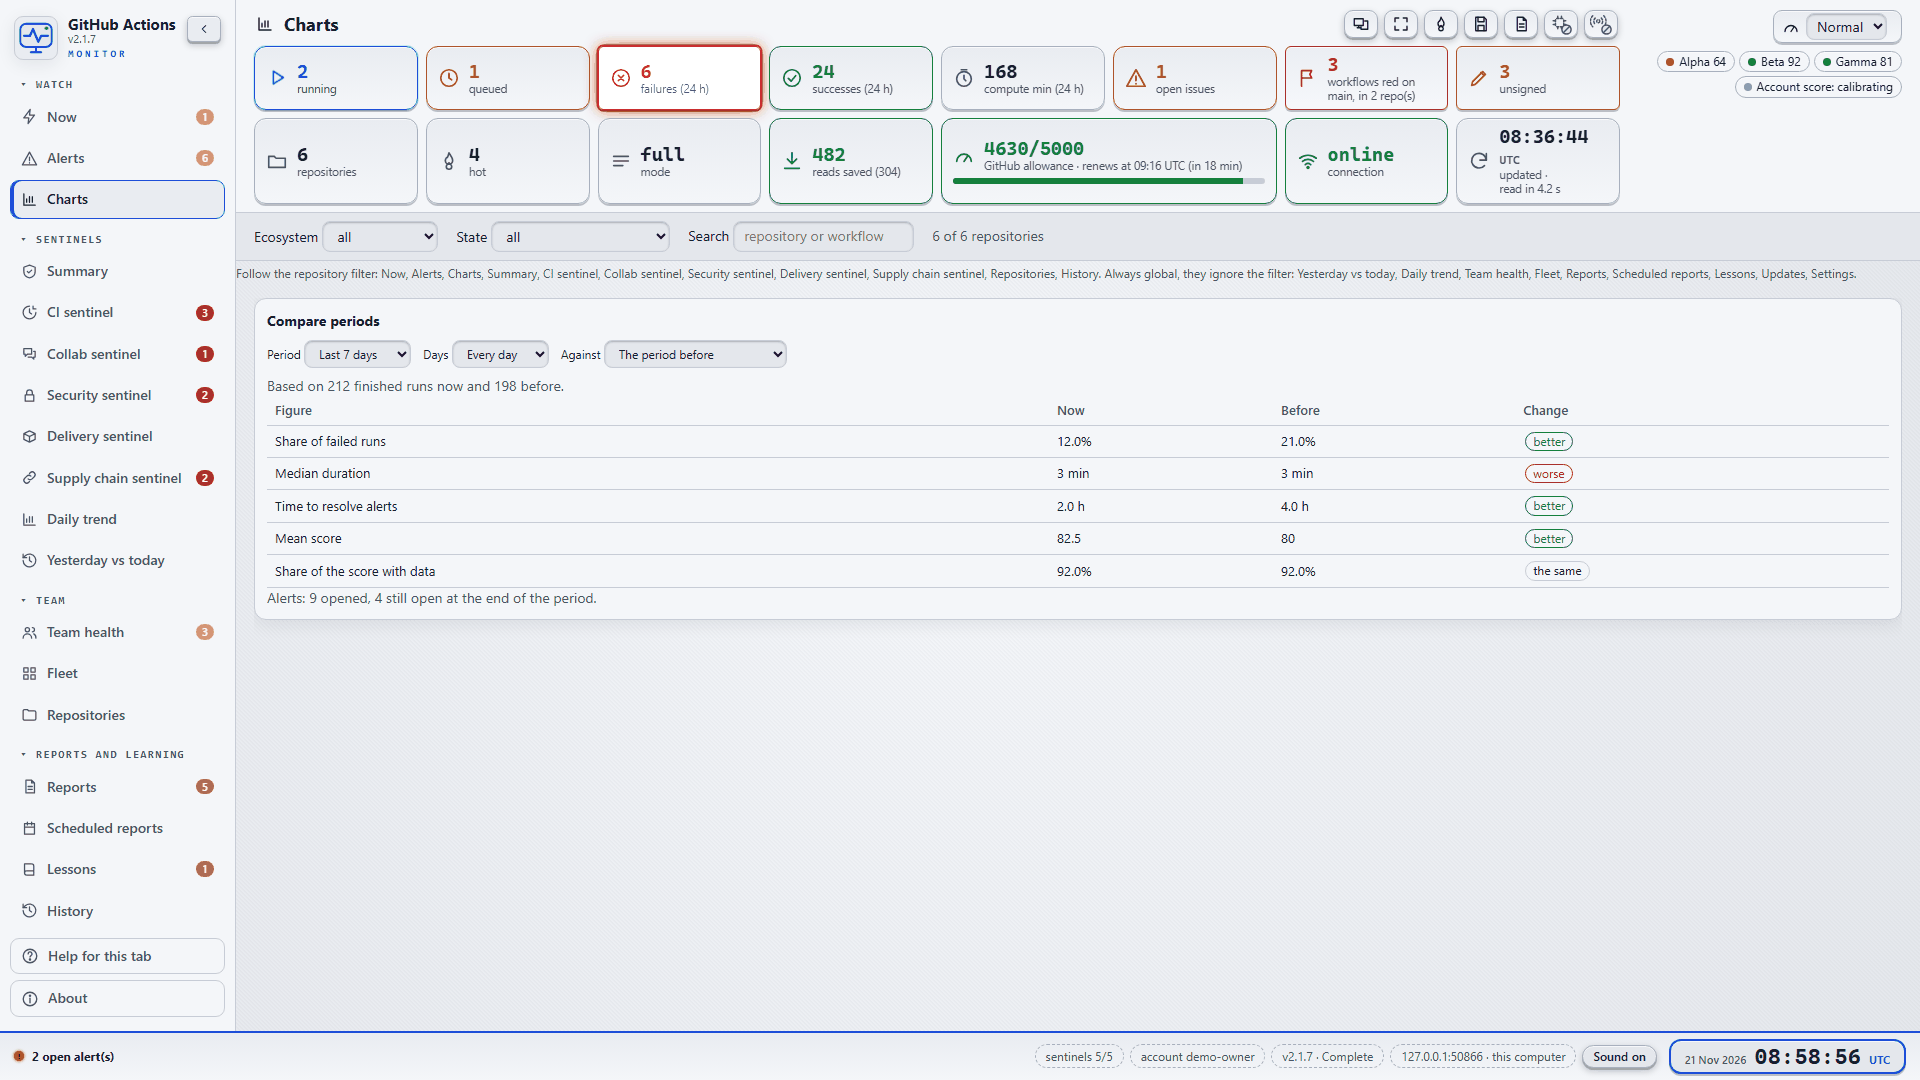 GitHub Actions
v2.1.7
MONITOR
WATCH
Now 1
Alerts 6
Charts
SENTINELS
Summary
CI sentinel 3
Collab sentinel 1
Security sentinel 2
Delivery sentinel
Supply chain sentinel 2
Daily trend
Yesterday vs today
TEAM
Team health 3
Fleet
Repositories
REPORTS AND LEARNING
Reports 5
Scheduled reports
Lessons 1
History
Help for this tab
About
Charts
Normal
Alpha 64 Beta 92 Gamma 81
Account score: calibrating
2
running
1
queued
6
failures (24 h)
24
successes (24 h)
168
compute min (24 h)
1
open issues
3
workflows red on
main, in 2 repo(s)
3
unsigned
6
repositories
4
hot
full
mode
482
reads saved (304)
4630/5000
GitHub allowance · renews at 09:16 UTC (in 18 min)
online
connection
08:36:44
UTC
updated ·
read in 4.2 s
Ecosystem all State all Search repository or workflow 6 of 6 repositories
Follow the repository filter: Now, Alerts, Charts, Summary, CI sentinel, Collab sentinel, Security sentinel, Delivery sentinel, Supply chain sentinel, Repositories, History. Always global, they ignore the filter: Yesterday vs today, Daily trend, Team health, Fleet, Reports, Scheduled reports, Lessons, Updates, Settings.
Compare periods
Period Last 7 days Days Every day Against The period before
Based on 212 finished runs now and 198 before.
Figure Now Before Change
Share of failed runs 12.0% 21.0% better
Median duration 3 min 3 min worse
Time to resolve alerts 2.0 h 4.0 h better
Mean score 82.5 80 better
Share of the score with data 92.0% 92.0% the same
Alerts: 9 opened, 4 still open at the end of the period.
2 open alert(s)
sentinels 5/5
account demo-owner
v2.1.7 · Complete
127.0.0.1:50866 · this computer
Sound on
21 Nov 2026 08:58:56 UTC